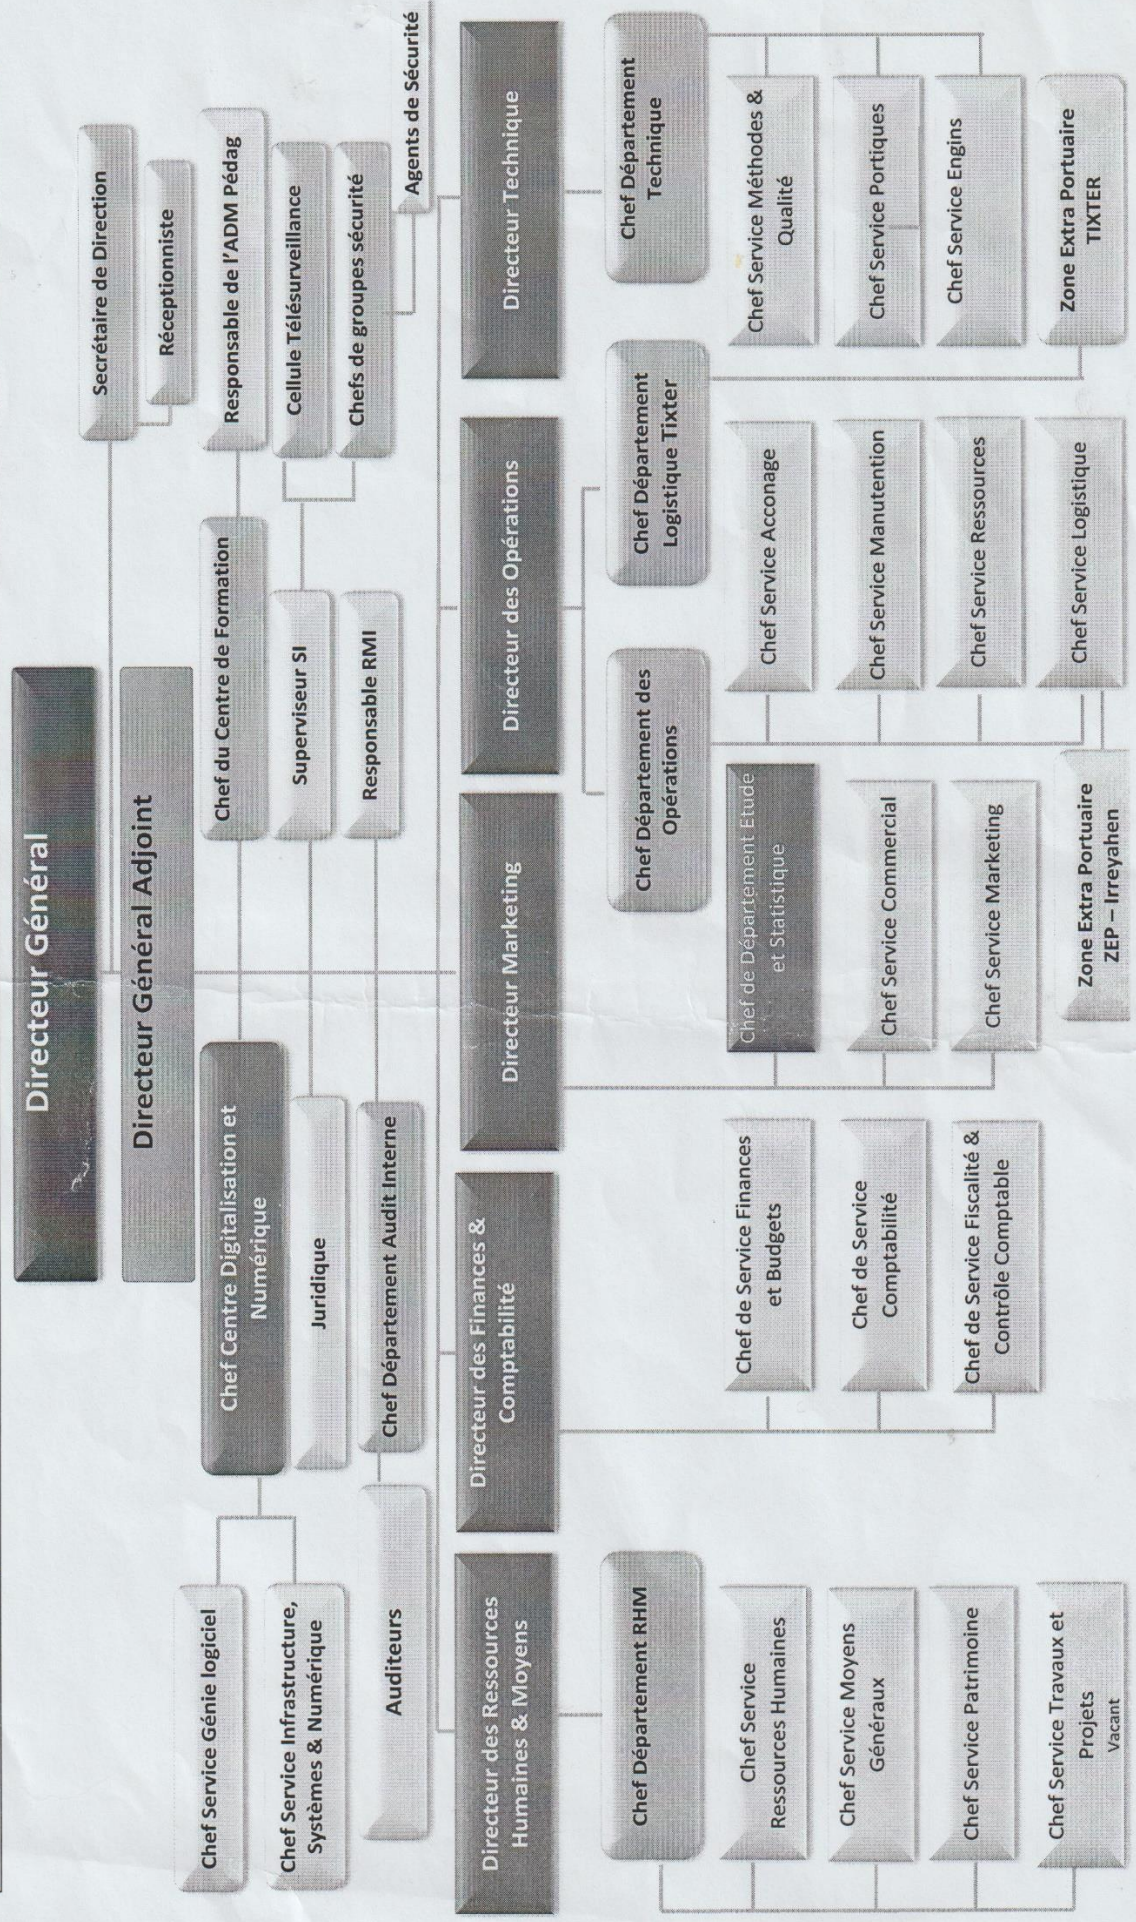 Directeur Général
Directeur Général Adjoint
Secrétaire de Direction
Réceptionniste
Chef Service Génie logiciel
Chef Service Infrastructure,
Systèmes & Numérique
Chef Centre Digitalisation et
Numérique
Chef du Centre de Formation
Responsable de l'ADM Pédag
Juridique
Superviseur SI
Cellule Télésurveillance
Chefs de groupes sécurité
Agents de Sécurité
Auditeurs
Chef Département Audit Interne
Responsable RMI
Directeur des Ressources
Humaines & Moyens
Directeur des Finances &
Comptabilité
Directeur Marketing
Directeur des Opérations
Directeur Technique
Chef Département RHM
Chef Service
Ressources Humaines
Chef Service Moyens
Généraux
Chef Service Patrimoine
Chef Service Travaux et
Projets
Vacant
Chef de Service Finances
et Budgets
Chef de Service
Comptabilité
Chef de Service Fiscalité &
Contrôle Comptable
Chef de Département Etude
et Statistique
Chef Service Commercial
Chef Service Marketing
Chef Département des
Opérations
Chef Département
Logistique Tixter
Chef Service Acconage
Chef Service Manutention
Chef Service Ressources
Chef Service Logistique
Zone Extra Portuaire
ZEP – Irreyahen
Chef Département
Technique
Chef Service Méthodes &
Qualité
Chef Service Portiques
Chef Service Engins
Zone Extra Portuaire
TIXTER